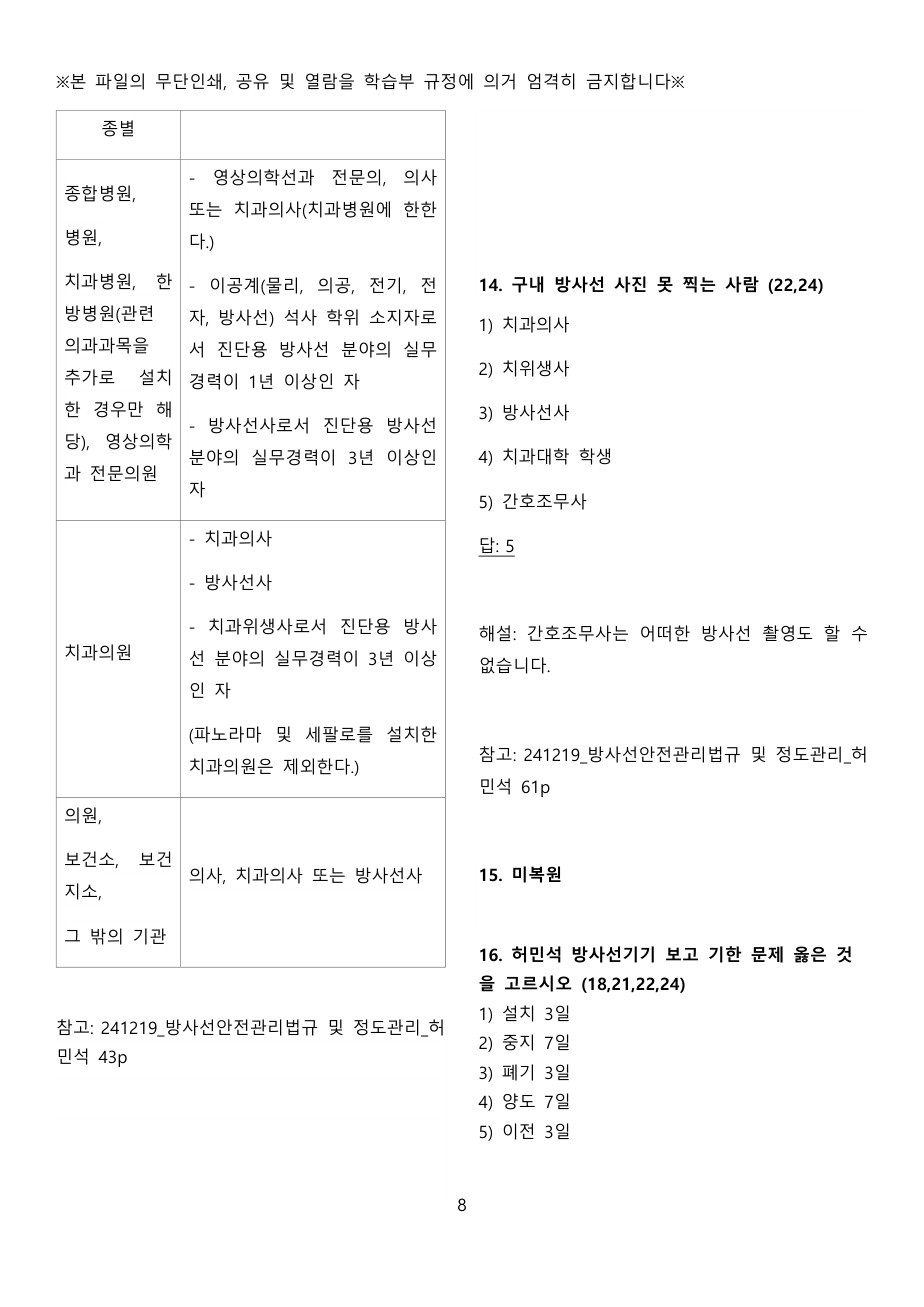 ※본 파일의 무단인쇄, 공유 및 열람을 학습부 규정에 의거 엄격히 금지합니다※
종별
종합병원,
병원,
치과병원, 한
방병원(관련
의과과목을
추가로 설치
한 경우만 해
당), 영상의학
과 전문의원
- 영상의학선과 전문의, 의사
또는 치과의사(치과병원에 한한
다.)
- 이공계(물리, 의공, 전기, 전
자, 방사선) 석사 학위 소지자로
서 진단용 방사선 분야의 실무
경력이 1년 이상인 자
- 방사선사로서 진단용 방사선
분야의 실무경력이 3년 이상인
자
치과의원
- 치과의사
- 방사선사
- 치과위생사로서 진단용 방사
선 분야의 실무경력이 3년 이상
인 자
(파노라마 및 세팔로를 설치한
치과의원은 제외한다.)
의원,
보건소, 보건
지소,
그 밖의 기관
의사, 치과의사 또는 방사선사
참고: 241219_방사선안전관리법규 및 정도관리_허
민석 43p
14. 구내 방사선 사진 못 찍는 사람 (22,24)
1) 치과의사
2) 치위생사
3) 방사선사
4) 치과대학 학생
5) 간호조무사
답: 5
해설: 간호조무사는 어떠한 방사선 촬영도 할 수
없습니다.
참고: 241219_방사선안전관리법규 및 정도관리_허
민석 61p
15. 미복원
16. 허민석 방사선기기 보고 기한 문제 옳은 것
을 고르시오 (18,21,22,24)
1) 설치 3일
2) 중지 7일
3) 폐기 3일
4) 양도 7일
5) 이전 3일
8